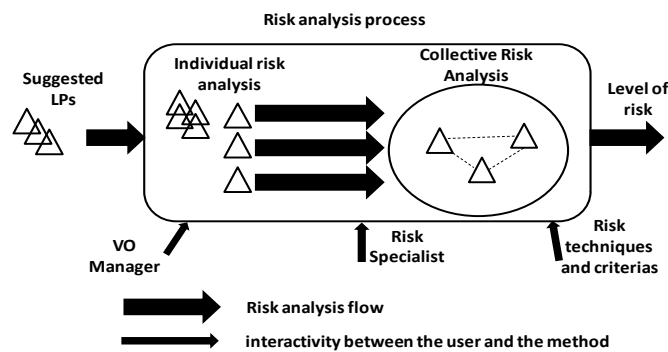 Risk analysis process
Suggested
LPs
Individual risk
analysis
Collective Risk
Analysis
Level of
risk
VO
Manager
Risk
Specialist
Risk
techniques
and criterias
Risk analysis flow
interactivity between the user and the method